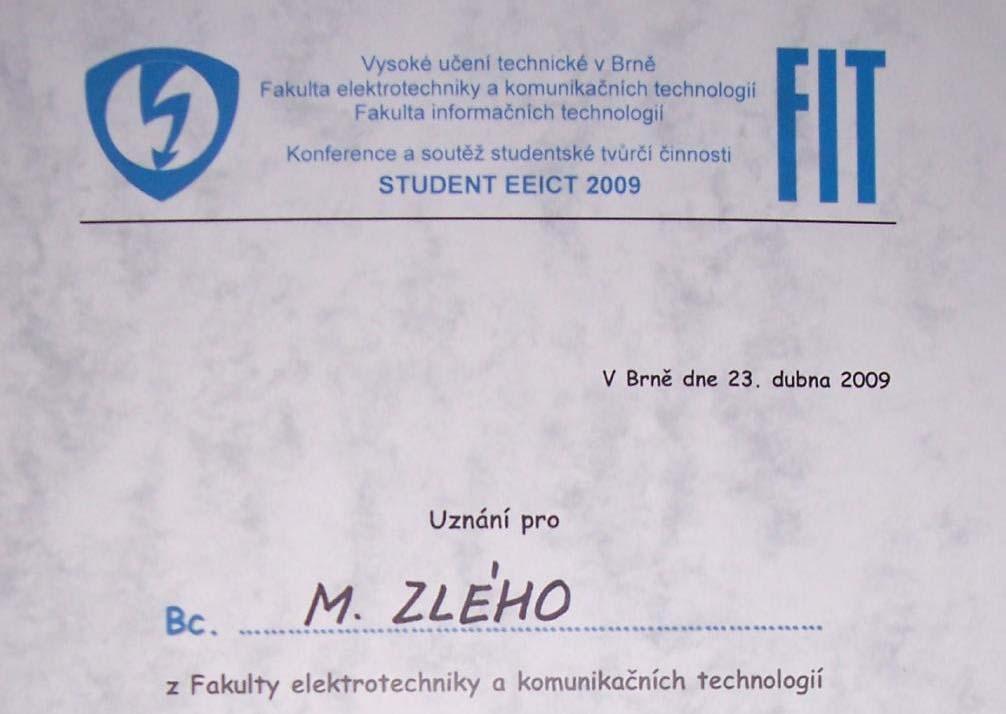 Vysoké učení technické v Brně
Fakulta elektrotechniky a komunikačních technologií
Fakulta informačních technologií
Konference a soutěž studentské tvůrčí činnosti
STUDENT EEICT 2009
FIT
V Brně dne 23. dubna 2009
Uznání pro
Bc. M. ZLÉHO
z Fakulty elektrotechniky a komunikačních technologií